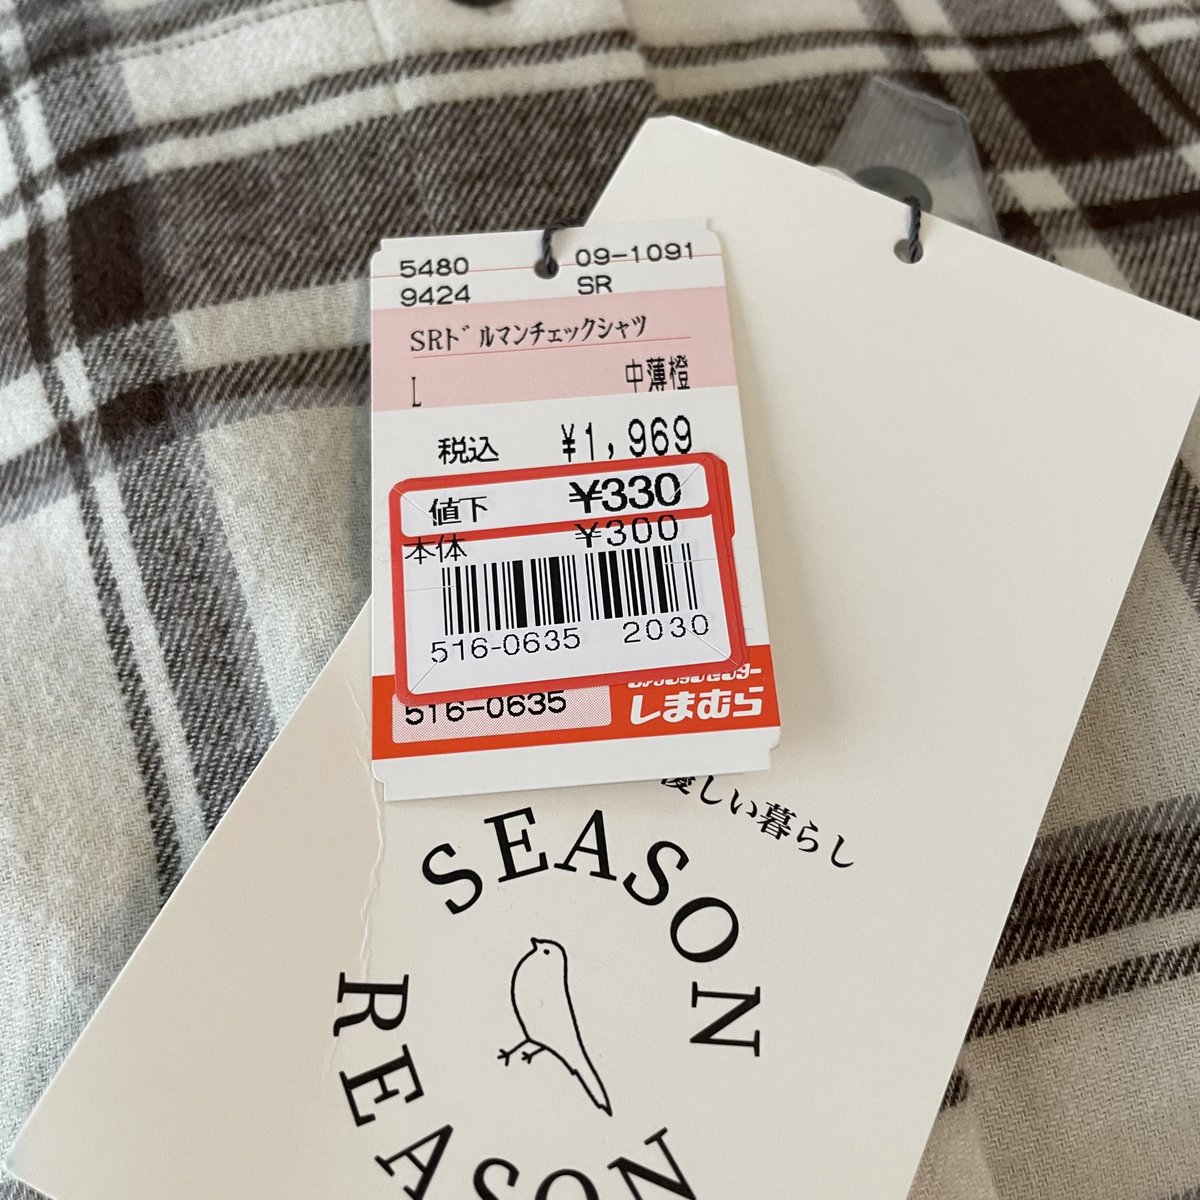 5480 09-1091
9424 SR
SRドルマンチェックシャツ
L 中薄橙
税込 ¥1,969
値下 ¥330
本体 ¥300
516-0635 2030
516-0635
しまむら
優しい暮らし
SEASON
REASON